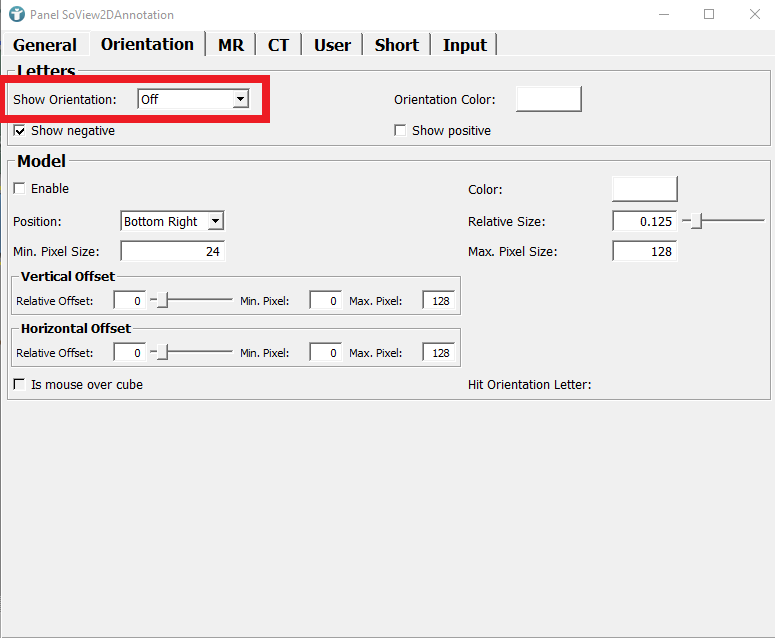 Panel SoView2DAnnotation
General Orientation MR CT User Short Input
Letters
Show Orientation: Off Orientation Color:
Show negative Show positive
Model
Enable Color:
Position: Bottom Right Relative Size: 0.125
Min. Pixel Size: 24 Max. Pixel Size: 128
Vertical Offset
Relative Offset: 0 Min. Pixel: 0 Max. Pixel: 128
Horizontal Offset
Relative Offset: 0 Min. Pixel: 0 Max. Pixel: 128
Is mouse over cube Hit Orientation Letter: